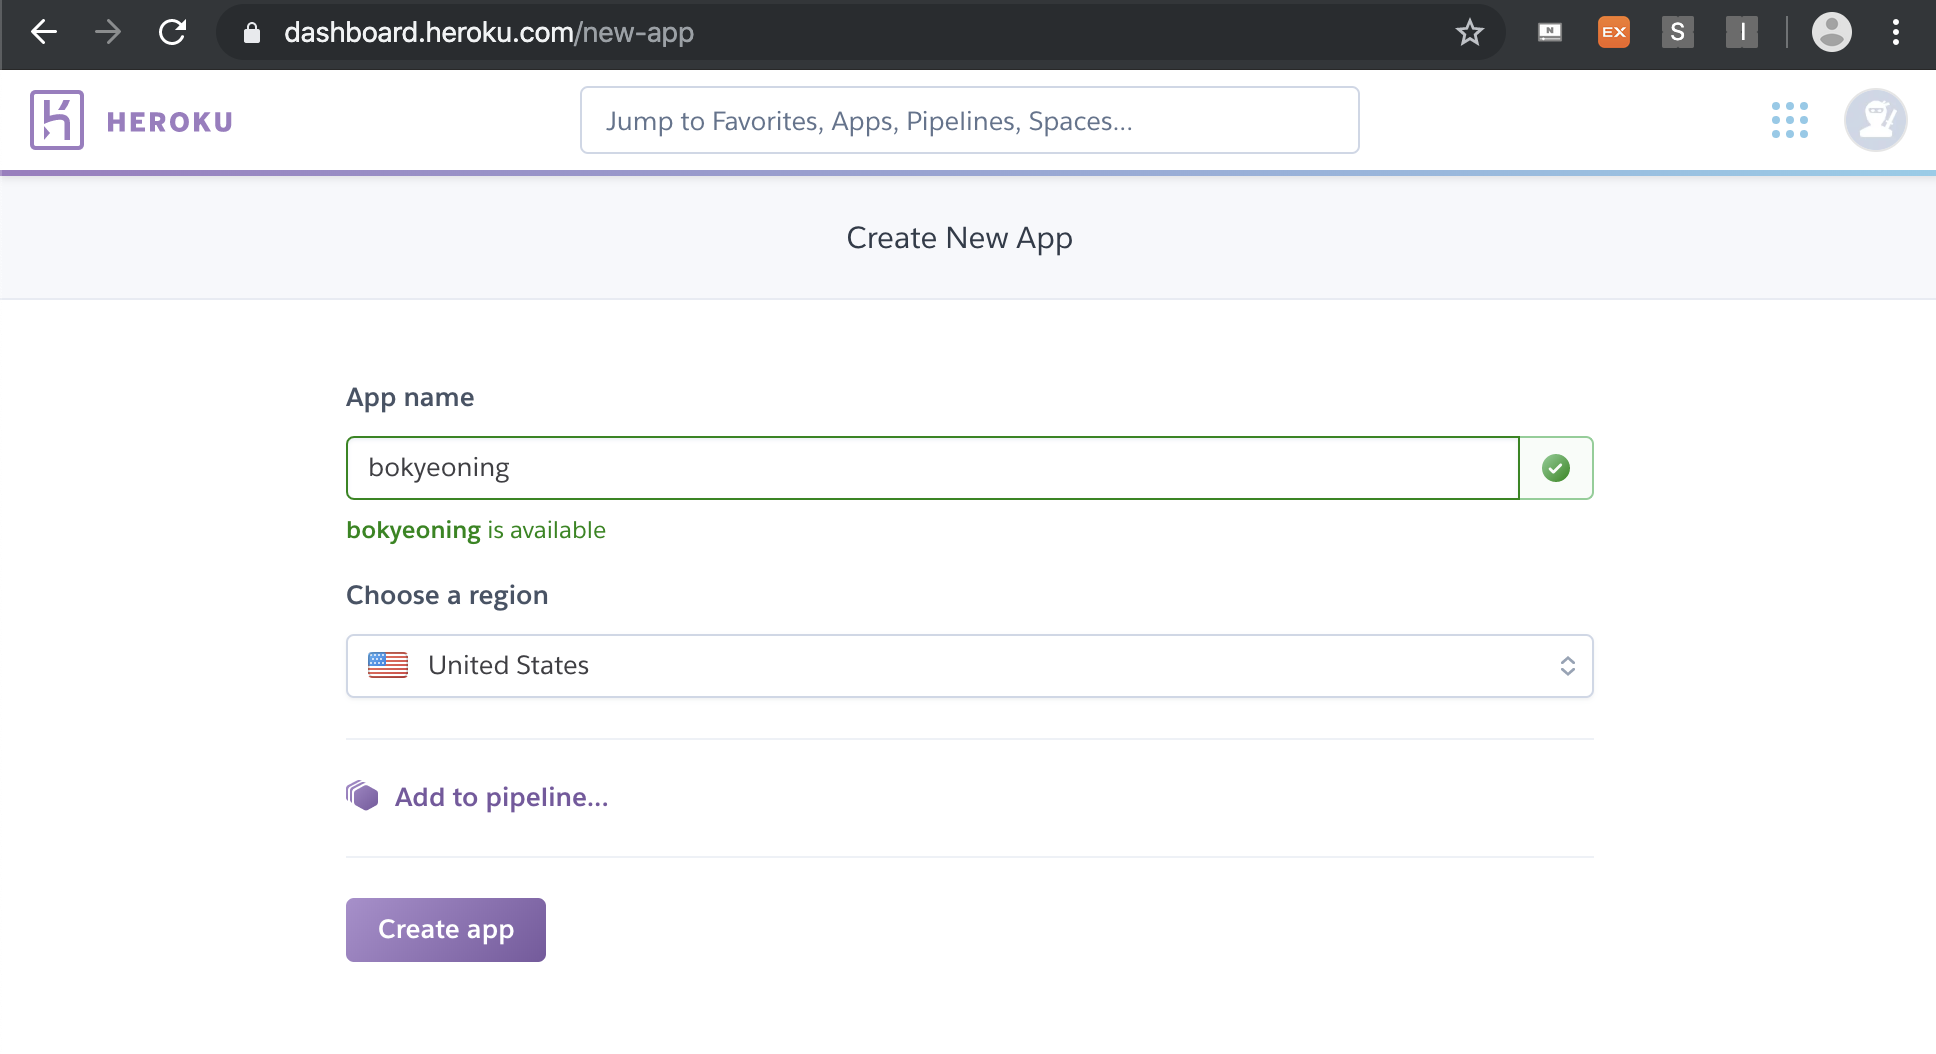 dashboard.heroku.com/new-app
N
EX
S
I
HEROKU
Jump to Favorites, Apps, Pipelines, Spaces...
Create New App
App name
bokyeoning
bokyeoning is available
Choose a region
United States
Add to pipeline...
Create app